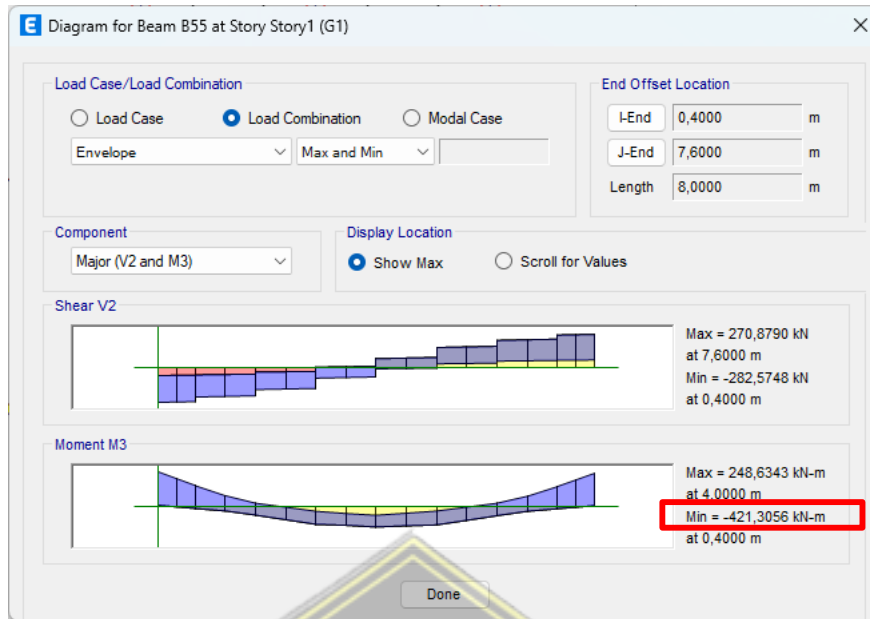 E Diagram for Beam B55 at Story Story1 (G1)
Load Case/Load Combination
Load Case Load Combination Modal Case
Envelope Max and Min
End Offset Location
I-End 0,4000 m
J-End 7,6000 m
Length 8,0000 m
Component
Major (V2 and M3)
Display Location
Show Max Scroll for Values
Shear V2
Max = 270,8790 kN
at 7,6000 m
Min = -282,5748 kN
at 0,4000 m
Moment M3
Max = 248,6343 kN-m
at 4,0000 m
Min = -421,3056 kN-m
at 0,4000 m
Done